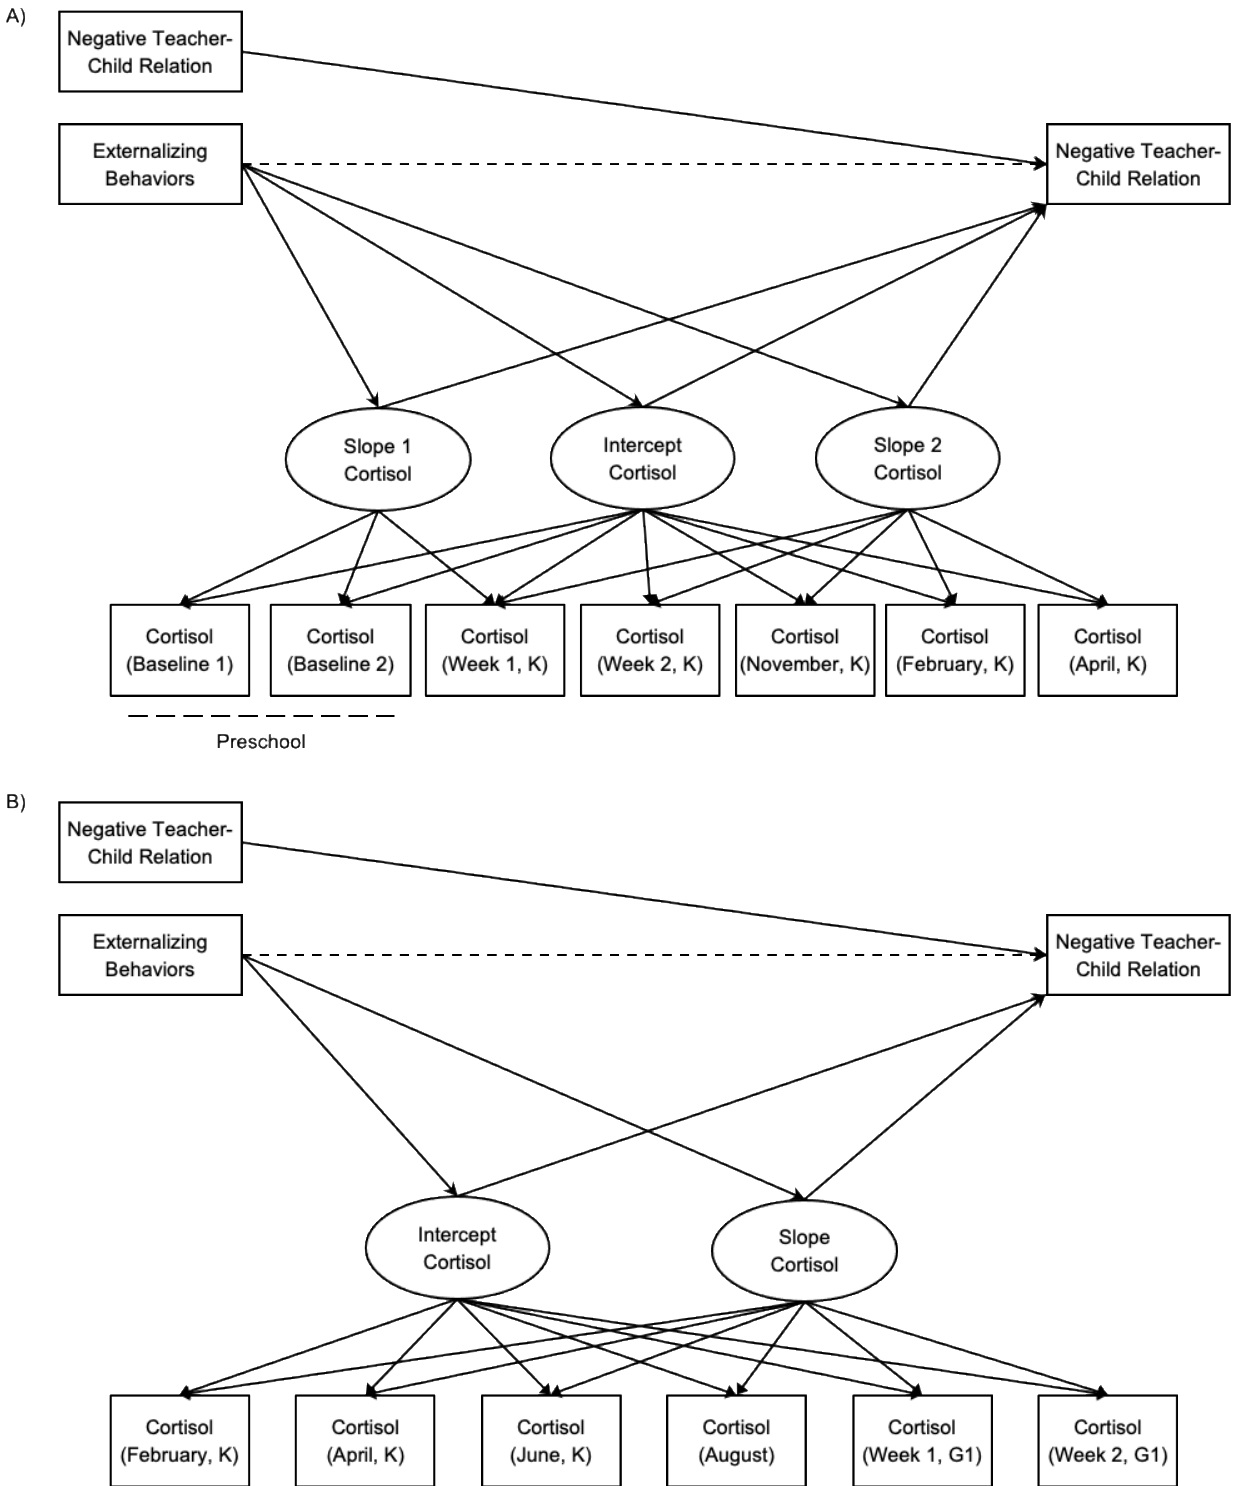 A)
Negative Teacher-
Child Relation
Externalizing
Behaviors
Negative Teacher-
Child Relation
Slope 1
Cortisol
Intercept
Cortisol
Slope 2
Cortisol
Cortisol
(Baseline 1)
Cortisol
(Baseline 2)
Cortisol
(Week 1, K)
Cortisol
(Week 2, K)
Cortisol
(November, K)
Cortisol
(February, K)
Cortisol
(April, K)
Preschool
B)
Negative Teacher-
Child Relation
Externalizing
Behaviors
Negative Teacher-
Child Relation
Intercept
Cortisol
Slope
Cortisol
Cortisol
(February, K)
Cortisol
(April, K)
Cortisol
(June, K)
Cortisol
(August)
Cortisol
(Week 1, G1)
Cortisol
(Week 2, G1)